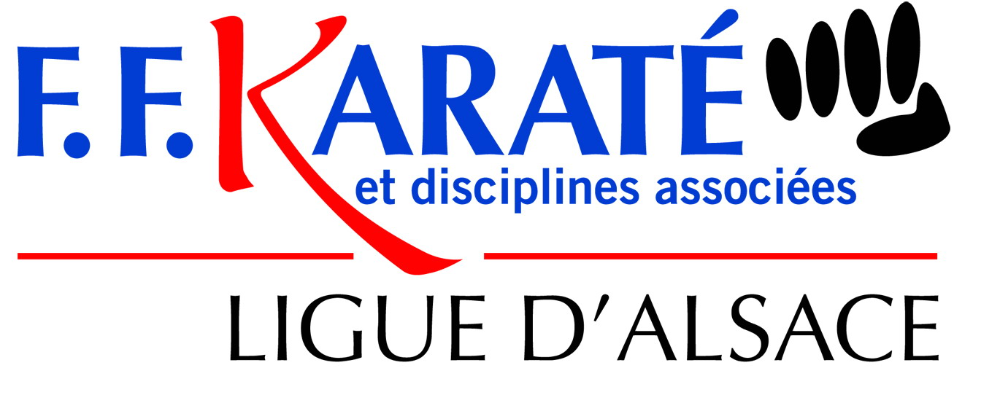 F.F.KARATÉ
et disciplines associées
LIGUE D'ALSACE